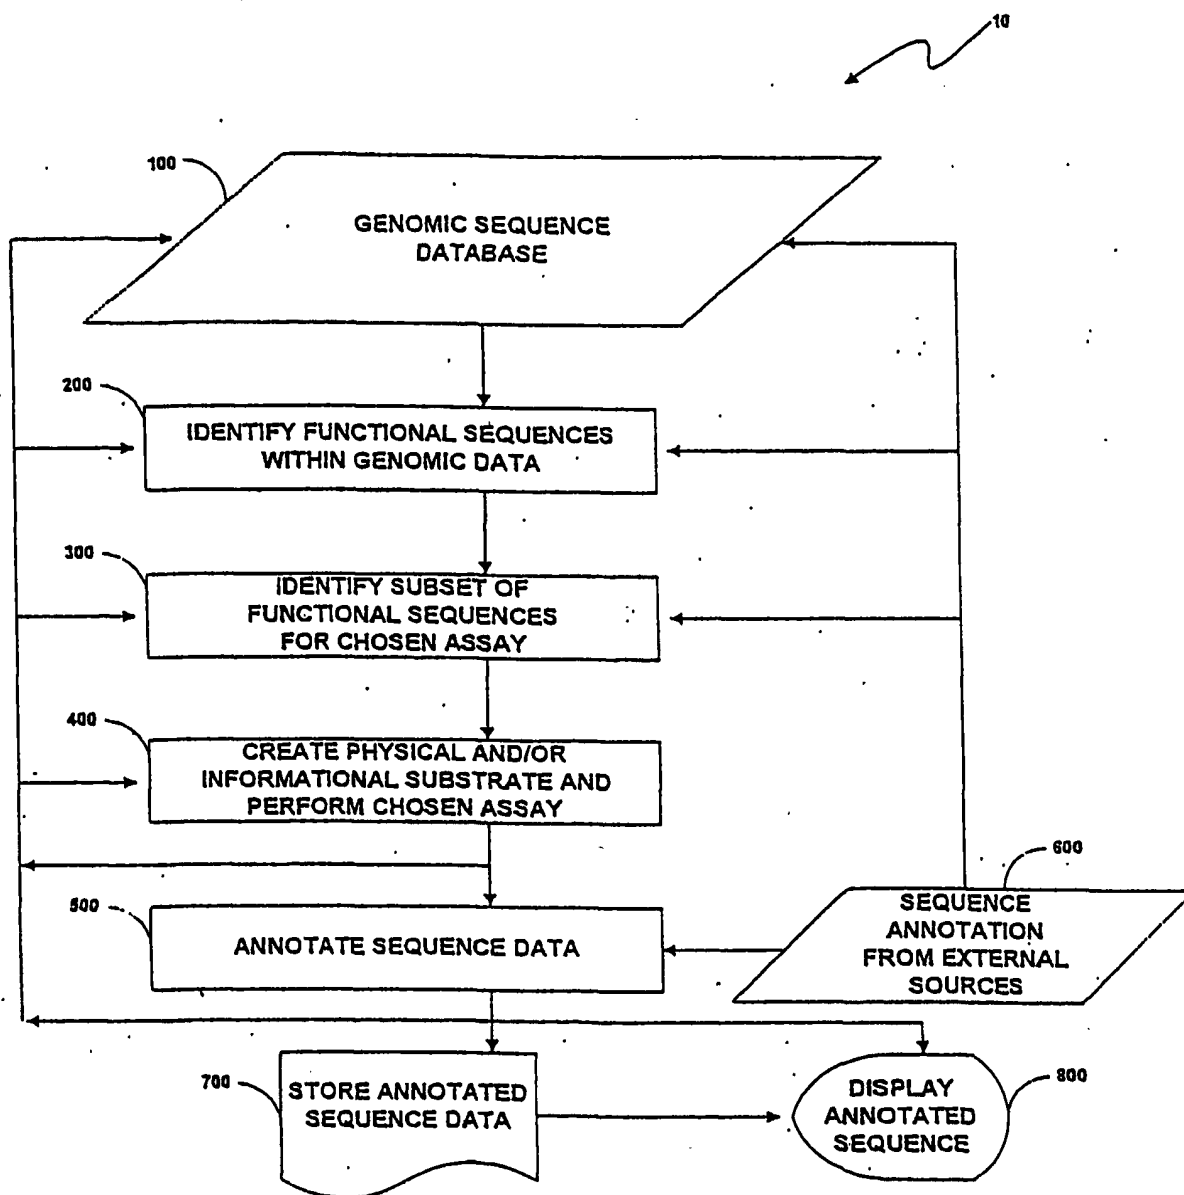 10
100
GENOMIC SEQUENCE
DATABASE
200
IDENTIFY FUNCTIONAL SEQUENCES
WITHIN GENOMIC DATA
300
IDENTIFY SUBSET OF
FUNCTIONAL SEQUENCES
FOR CHOSEN ASSAY
400
CREATE PHYSICAL AND/OR
INFORMATIONAL SUBSTRATE AND
PERFORM CHOSEN ASSAY
500
ANNOTATE SEQUENCE DATA
600
SEQUENCE
ANNOTATION
FROM EXTERNAL
SOURCES
700
STORE ANNOTATED
SEQUENCE DATA
800
DISPLAY
ANNOTATED
SEQUENCE